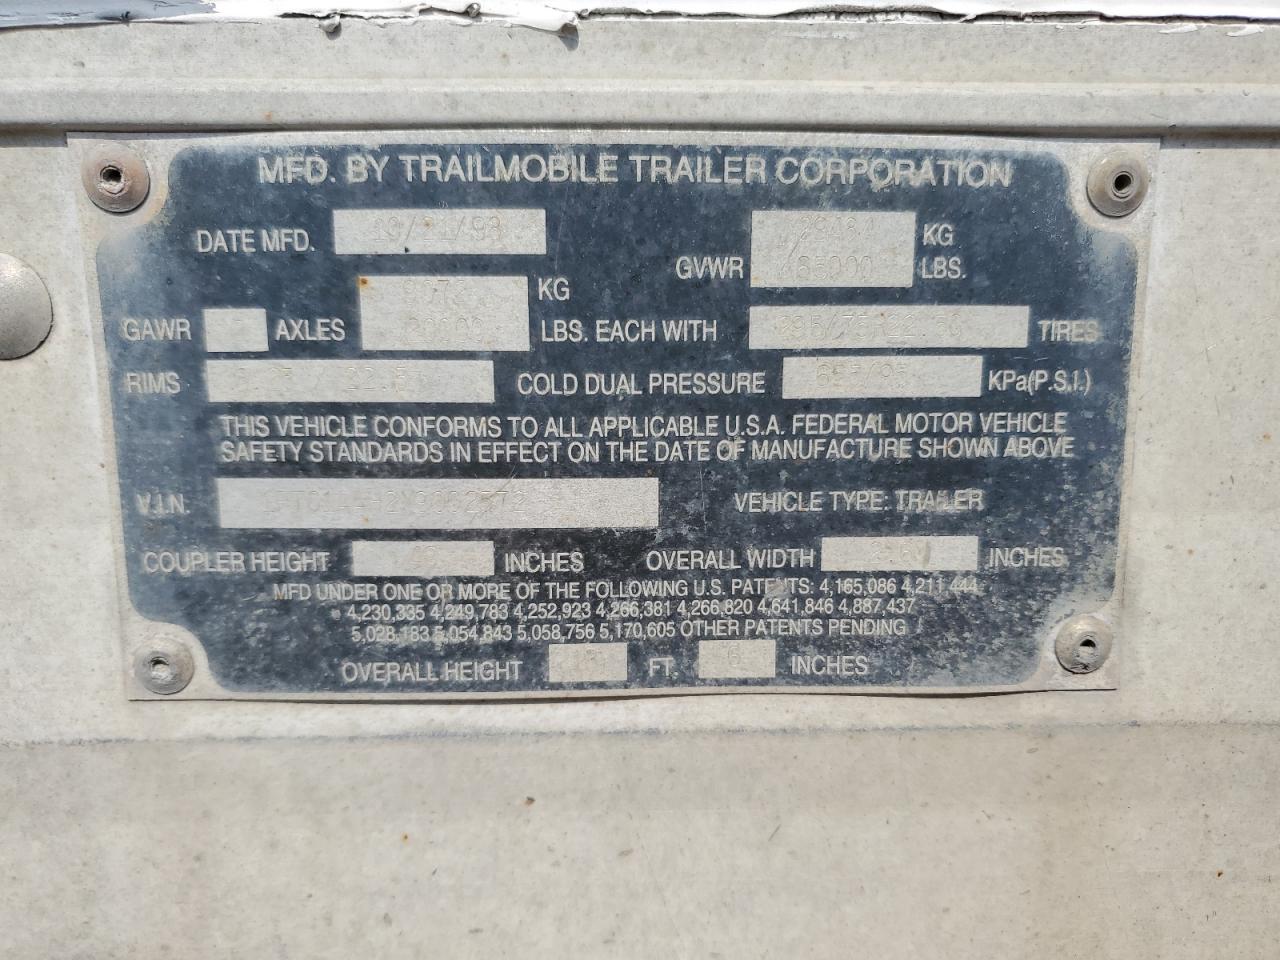 MFD. BY TRAILMOBILE TRAILER CORPORATION
DATE MFD.
GVWR 29484 KG
65000 LBS.
KG
GAWR AXLES LBS. EACH WITH TIRES
RIMS COLD DUAL PRESSURE KPa(P.S.I.)
THIS VEHICLE CONFORMS TO ALL APPLICABLE U.S.A. FEDERAL MOTOR VEHICLE
SAFETY STANDARDS IN EFFECT ON THE DATE OF MANUFACTURE SHOWN ABOVE
V.I.N. VEHICLE TYPE: TRAILER
COUPLER HEIGHT INCHES OVERALL WIDTH INCHES
MFD UNDER ONE OR MORE OF THE FOLLOWING U.S. PATENTS: 4,165,086 4,211,444
4,230,335 4,249,783 4,252,923 4,266,381 4,266,820 4,641,846 4,887,437
5,028,183 5,054,843 5,058,756 5,170,605 OTHER PATENTS PENDING
OVERALL HEIGHT FT. INCHES